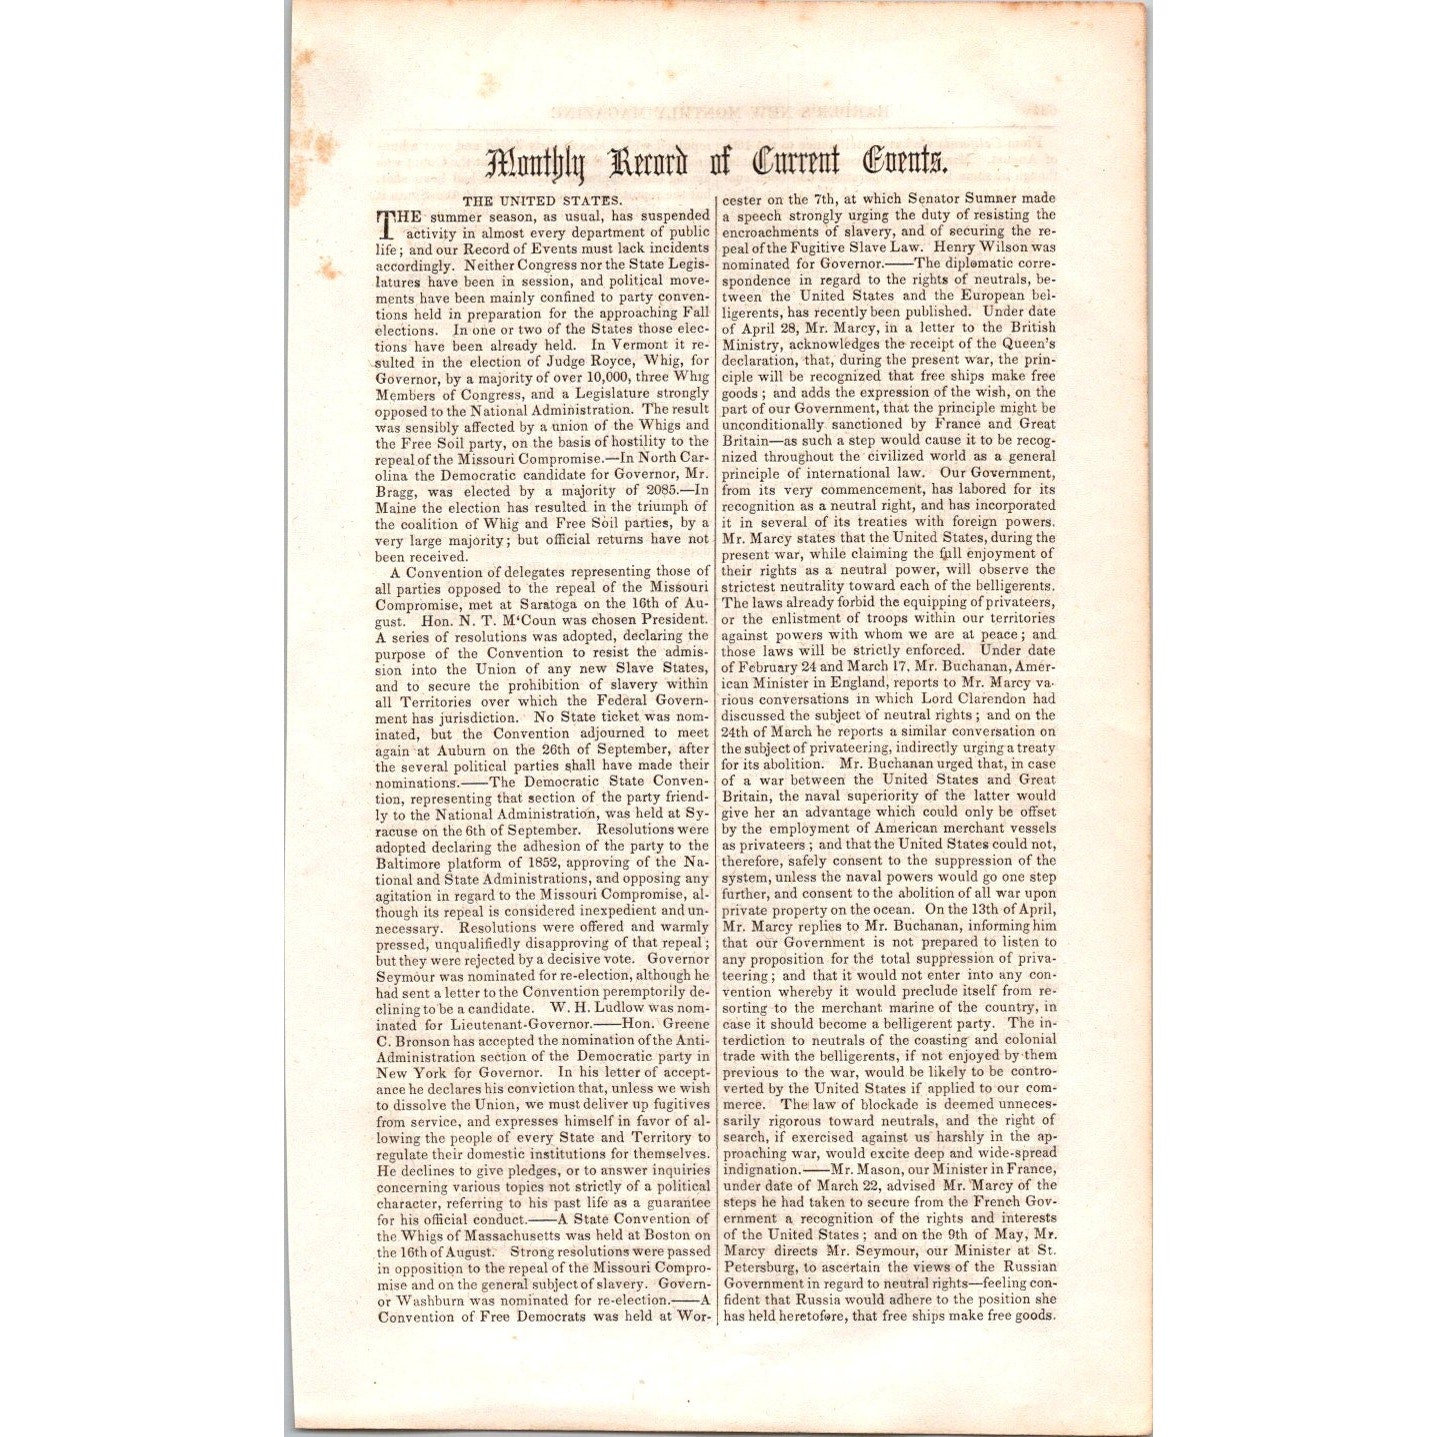 Monthly Record of Current Events.
THE UNITED STATES.
THE summer season, as usual, has suspended
activity in almost every department of public
life; and our Record of Events must lack incidents
accordingly. Neither Congress nor the State Legis-
latures have been in session, and political move-
ments have been mainly confined to party conven-
tions held in preparation for the approaching Fall
elections. In one or two of the States those elec-
tions have been already held. In Vermont it re-
sulted in the election of Judge Royce, Whig, for
Governor, by a majority of over 10,000, three Whig
Members of Congress, and a Legislature strongly
opposed to the National Administration. The result
was sensibly affected by a union of the Whigs and
the Free Soil party, on the basis of hostility to the
repeal of the Missouri Compromise.—In North Car-
olina the Democratic candidate for Governor, Mr.
Bragg, was elected by a majority of 2085.—In
Maine the election has resulted in the triumph of
the coalition of Whig and Free Soil parties, by a
very large majority; but official returns have not
been received.
A Convention of delegates representing those of
all parties opposed to the repeal of the Missouri
Compromise, met at Saratoga on the 16th of Au-
gust. Hon. N. T. M‘Coun was chosen President.
A series of resolutions was adopted, declaring the
purpose of the Convention to resist the admis-
sion into the Union of any new Slave States,
and to secure the prohibition of slavery within
all Territories over which the Federal Govern-
ment has jurisdiction. No State ticket was nom-
inated, but the Convention adjourned to meet
again at Auburn on the 26th of September, after
the several political parties shall have made their
nominations.——The Democratic State Conven-
tion, representing that section of the party friend-
ly to the National Administration, was held at Sy-
racuse on the 6th of September. Resolutions were
adopted declaring the adhesion of the party to the
Baltimore platform of 1852, approving of the Na-
tional and State Administrations, and opposing any
agitation in regard to the Missouri Compromise, al-
though its repeal is considered inexpedient and un-
necessary. Resolutions were offered and warmly
pressed, unqualifiedly disapproving of that repeal;
but they were rejected by a decisive vote. Governor
Seymour was nominated for re-election, although he
had sent a letter to the Convention peremptorily de-
clining to be a candidate. W. H. Ludlow was nom-
inated for Lieutenant-Governor.——Hon. Greene
C. Bronson has accepted the nomination of the Anti-
Administration section of the Democratic party in
New York for Governor. In his letter of accept-
ance he declares his conviction that, unless we wish
to dissolve the Union, we must deliver up fugitives
from service, and expresses himself in favor of al-
lowing the people of every State and Territory to
regulate their domestic institutions for themselves.
He declines to give pledges, or to answer inquiries
concerning various topics not strictly of a political
character, referring to his past life as a guarantee
for his official conduct.——A State Convention of
the Whigs of Massachusetts was held at Boston on
the 16th of August. Strong resolutions were passed
in opposition to the repeal of the Missouri Compro-
mise and on the general subject of slavery. Govern-
or Washburn was nominated for re-election.——A
Convention of Free Democrats was held at Wor-
cester on the 7th, at which Senator Sumner made
a speech strongly urging the duty of resisting the
encroachments of slavery, and of securing the re-
peal of the Fugitive Slave Law. Henry Wilson was
nominated for Governor.——The diplomatic corre-
spondence in regard to the rights of neutrals, be-
tween the United States and the European bel-
ligerents, has recently been published. Under date
of April 28, Mr. Marcy, in a letter to the British
Ministry, acknowledges the receipt of the Queen's
declaration, that, during the present war, the prin-
ciple will be recognized that free ships make free
goods; and adds the expression of the wish, on the
part of our Government, that the principle might be
unconditionally sanctioned by France and Great
Britain—as such a step would cause it to be recog-
nized throughout the civilized world as a general
principle of international law. Our Government,
from its very commencement, has labored for its
recognition as a neutral right, and has incorporated
it in several of its treaties with foreign powers.
Mr. Marcy states that the United States, during the
present war, while claiming the full enjoyment of
their rights as a neutral power, will observe the
strictest neutrality toward each of the belligerents.
The laws already forbid the equipping of privateers,
or the enlistment of troops within our territories
against powers with whom we are at peace; and
those laws will be strictly enforced. Under date
of February 24 and March 17, Mr. Buchanan, Amer-
ican Minister in England, reports to Mr. Marcy va-
rious conversations in which Lord Clarendon had
discussed the subject of neutral rights; and on the
24th of March he reports a similar conversation on
the subject of privateering, indirectly urging a treaty
for its abolition. Mr. Buchanan urged that, in case
of a war between the United States and Great
Britain, the naval superiority of the latter would
give her an advantage which could only be offset
by the employment of American merchant vessels
as privateers; and that the United States could not,
therefore, safely consent to the suppression of the
system, unless the naval powers would go one step
further, and consent to the abolition of all war upon
private property on the ocean. On the 13th of April,
Mr. Marcy replies to Mr. Buchanan, informing him
that our Government is not prepared to listen to
any proposition for the total suppression of priva-
teering; and that it would not enter into any con-
vention whereby it would preclude itself from re-
sorting to the merchant marine of the country, in
case it should become a belligerent party. The in-
terdiction to neutrals of the coasting and colonial
trade with the belligerents, if not enjoyed by them
previous to the war, would be likely to be contro-
verted by the United States if applied to our com-
merce. The law of blockade is deemed unneces-
sarily rigorous toward neutrals, and the right of
search, if exercised against us harshly in the ap-
proaching war, would excite deep and wide-spread
indignation.——Mr. Mason, our Minister in France,
under date of March 22, advised Mr. Marcy of the
steps he had taken to secure from the French Gov-
ernment a recognition of the rights and interests
of the United States; and on the 9th of May, Mr.
Marcy directs Mr. Seymour, our Minister at St.
Petersburg, to ascertain the views of the Russian
Government in regard to neutral rights—feeling con-
fident that Russia would adhere to the position she
has held heretofore, that free ships make free goods.